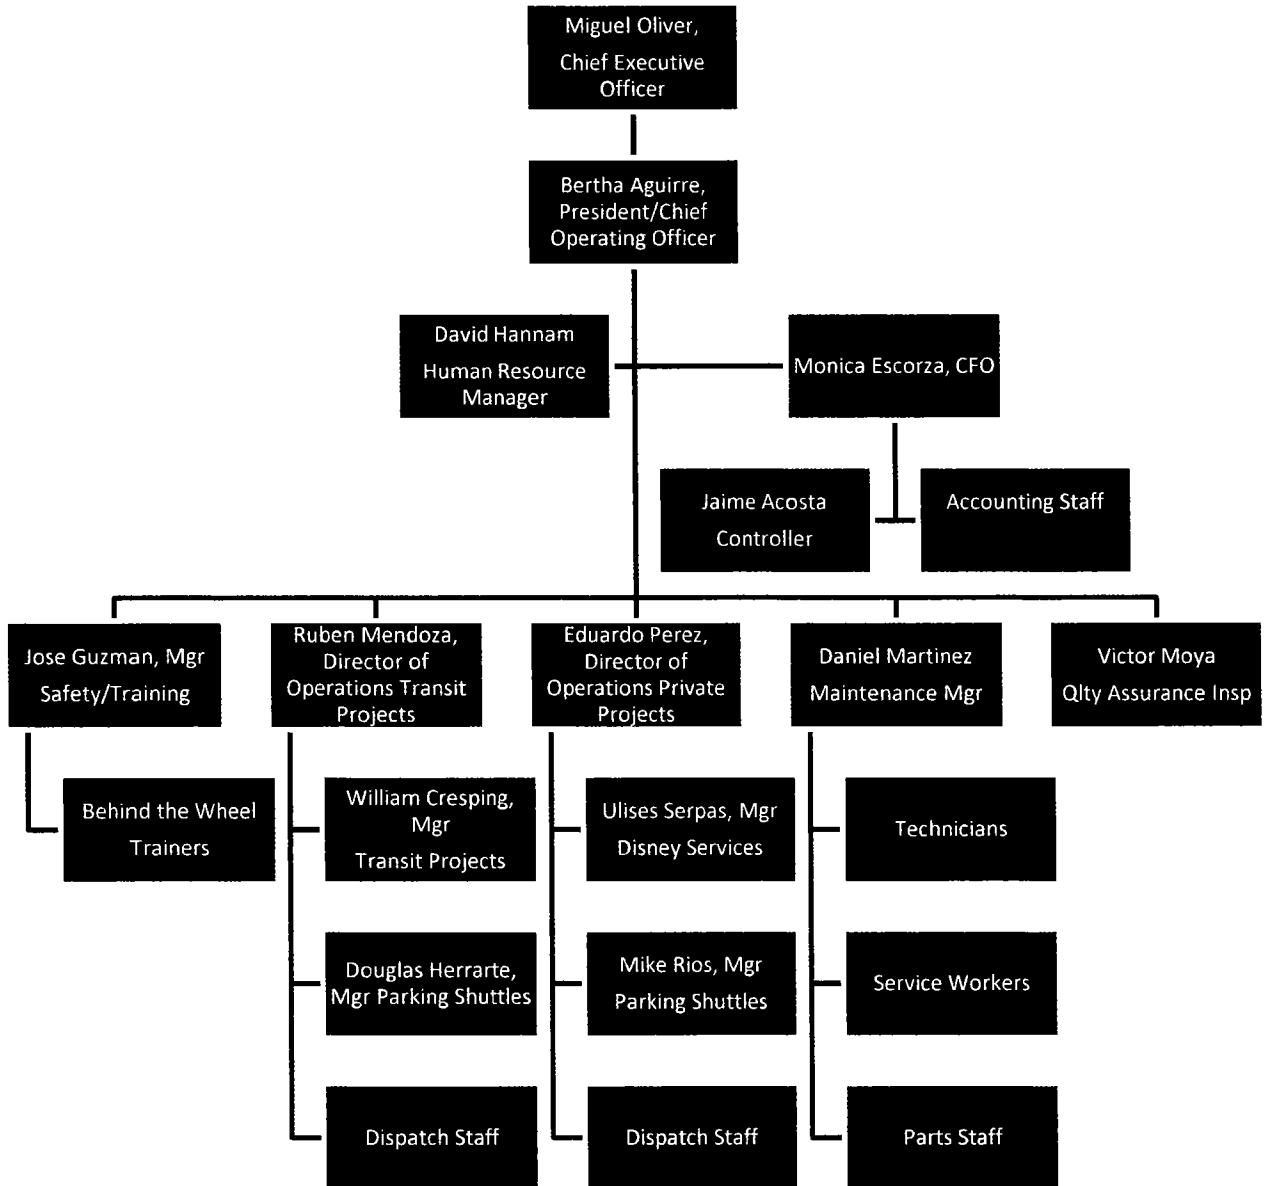 Miguel Oliver,
Chief Executive
Officer
Bertha Aguirre,
President/Chief
Operating Officer
David Hannam
Human Resource
Manager
Monica Escorza, CFO
Jaime Acosta
Controller
Accounting Staff
Jose Guzman, Mgr
Safety/Training
Ruben Mendoza,
Director of
Operations Transit
Projects
Eduardo Perez,
Director of
Operations Private
Projects
Daniel Martinez
Maintenance Mgr
Victor Moya
Qlty Assurance Insp
Behind the Wheel
Trainers
William Cresping,
Mgr
Transit Projects
Ulises Serpas, Mgr
Disney Services
Technicians
Douglas Herrarte,
Mgr Parking Shuttles
Mike Rios, Mgr
Parking Shuttles
Service Workers
Dispatch Staff
Dispatch Staff
Parts Staff